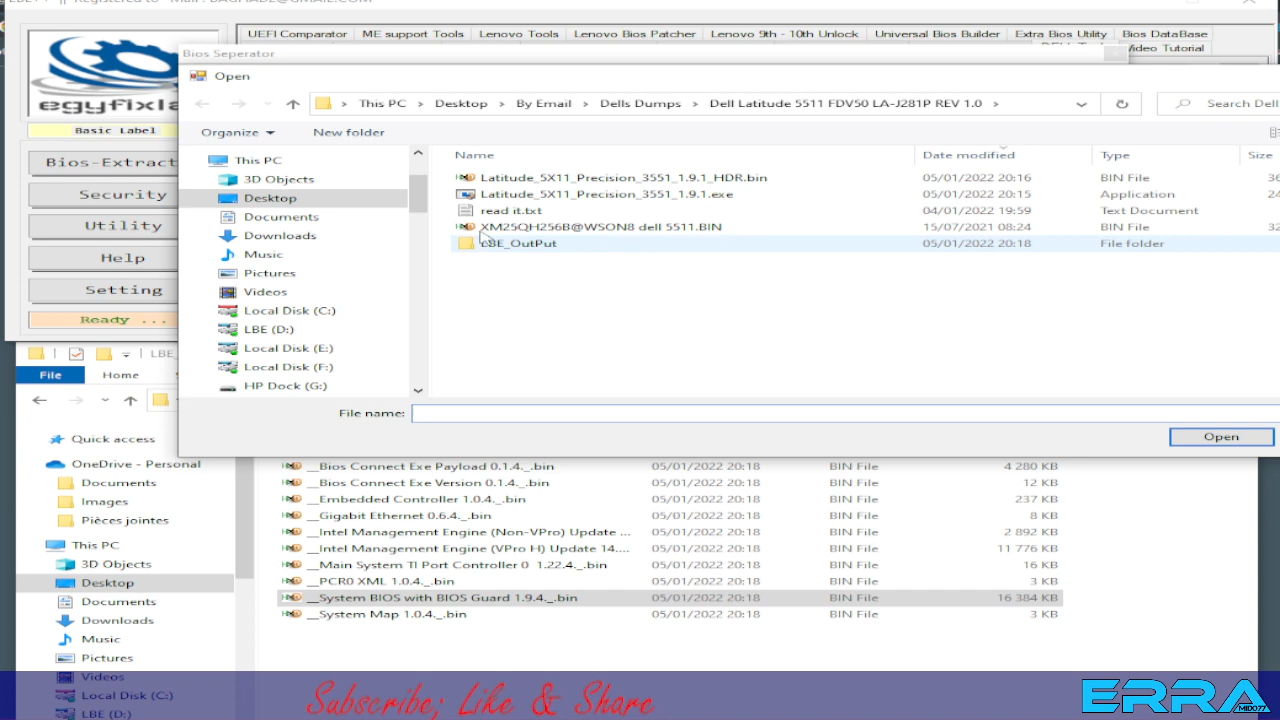 UEFI Comparator ME support Tools Lenovo Tools Lenovo Bios Patcher Lenovo 9th - 10th Unlock Universal Bios Builder Extra Bios Utility Bios DataBase
Video Tutorial
Bios Seperator
Open
egyfixla
Basic Label
Bios-Extract
Security
Utility
Help
Setting
Ready ...
This PC Desktop By Email Dells Dumps Dell Latitude 5511 FDV50 LA-J281P REV 1.0
Search Dell
Organize New folder
Name Date modified Type Size
This PC
3D Objects
Desktop
Documents
Downloads
Music
Pictures
Videos
Local Disk (C:)
LBE (D:)
Local Disk (E:)
Local Disk (F:)
HP Dock (G:)
Latitude_5X11_Precision_3551_1.9.1_HDR.bin 05/01/2022 20:16 BIN File 36
Latitude_5X11_Precision_3551_1.9.1.exe 05/01/2022 20:15 Application 24
read it.txt 04/01/2022 19:59 Text Document
XM25QH256B@WSON8 dell 5511.BIN 15/07/2021 08:24 BIN File 32
LBE_OutPut 05/01/2022 20:18 File folder
File name:
Open
LBE_
File Home
Quick access
OneDrive - Personal
Documents
Images
Pièces jointes
This PC
3D Objects
Desktop
Documents
Downloads
Music
Pictures
Videos
Local Disk (C:)
LBE (D:)
__Bios Connect Exe Payload 0.1.4._.bin 05/01/2022 20:18 BIN File 4 280 KB
__Bios Connect Exe Version 0.1.4._.bin 05/01/2022 20:18 BIN File 12 KB
__Embedded Controller 1.0.4._.bin 05/01/2022 20:18 BIN File 237 KB
__Gigabit Ethernet 0.6.4._.bin 05/01/2022 20:18 BIN File 8 KB
__Intel Management Engine (Non-VPro) Update ... 05/01/2022 20:18 BIN File 2 892 KB
__Intel Management Engine (VPro H) Update 14.... 05/01/2022 20:18 BIN File 11 776 KB
__Main System TI Port Controller 0 1.22.4._.bin 05/01/2022 20:18 BIN File 16 KB
__PCR0 XML 1.0.4._.bin 05/01/2022 20:18 BIN File 3 KB
__System BIOS with BIOS Guard 1.9.4._.bin 05/01/2022 20:18 BIN File 16 384 KB
__System Map 1.0.4._.bin 05/01/2022 20:18 BIN File 3 KB
Subscribe; Like & Share
ERRA
MID077